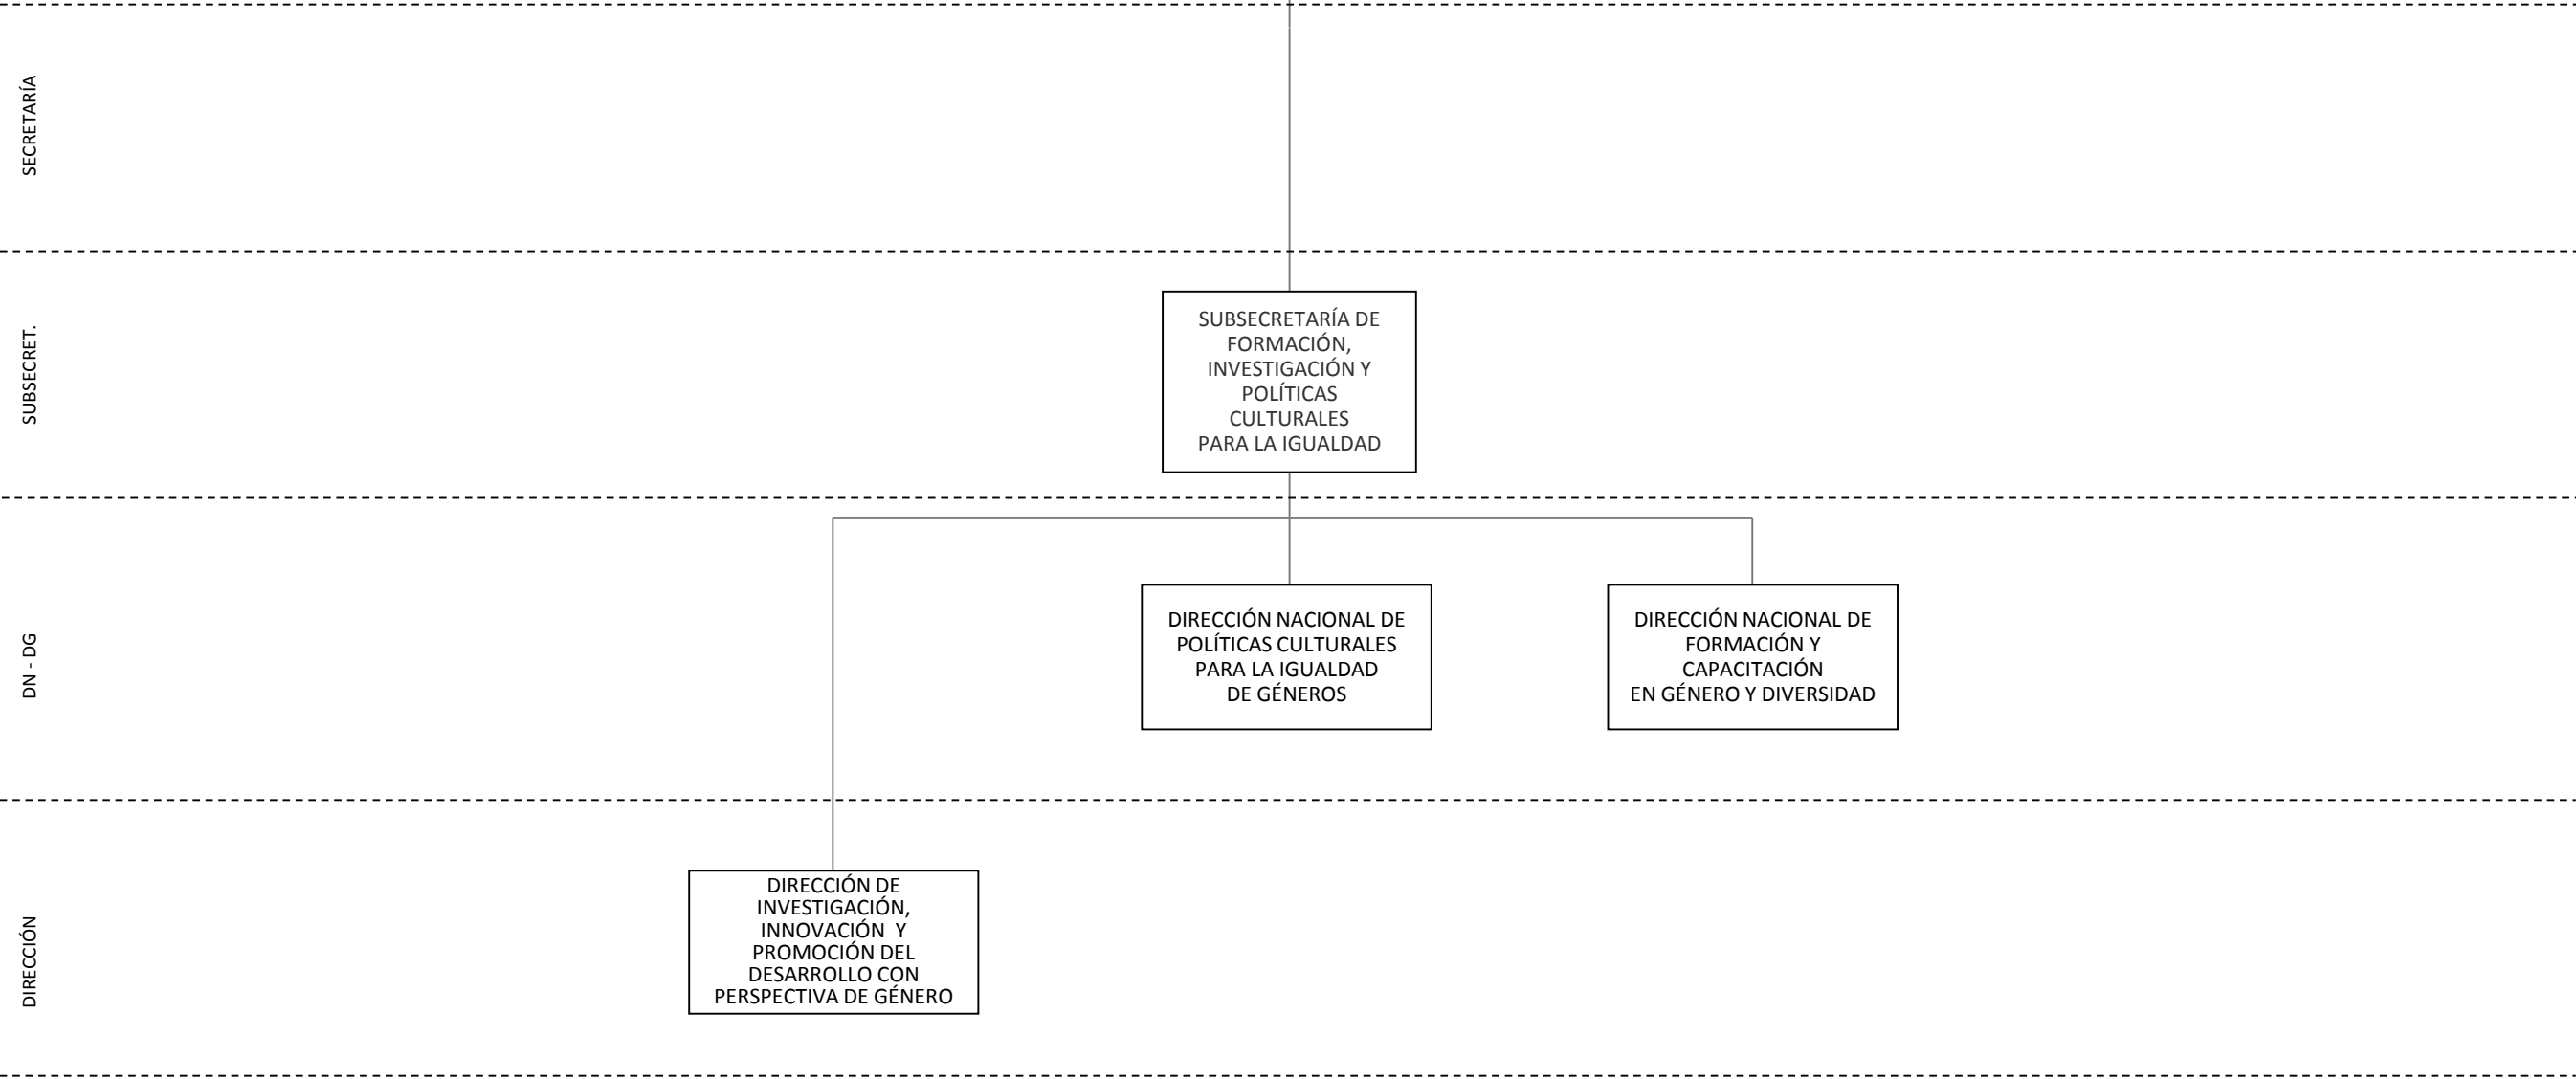 SECRETARÍA
SUBSECRET.
SUBSECRETARÍA DE
FORMACIÓN,
INVESTIGACIÓN Y
POLÍTICAS
CULTURALES
PARA LA IGUALDAD
DN - DG
DIRECCIÓN NACIONAL DE
POLÍTICAS CULTURALES
PARA LA IGUALDAD
DE GÉNEROS
DIRECCIÓN NACIONAL DE
FORMACIÓN Y
CAPACITACIÓN
EN GÉNERO Y DIVERSIDAD
DIRECCIÓN
DIRECCIÓN DE
INVESTIGACIÓN,
INNOVACIÓN Y
PROMOCIÓN DEL
DESARROLLO CON
PERSPECTIVA DE GÉNERO